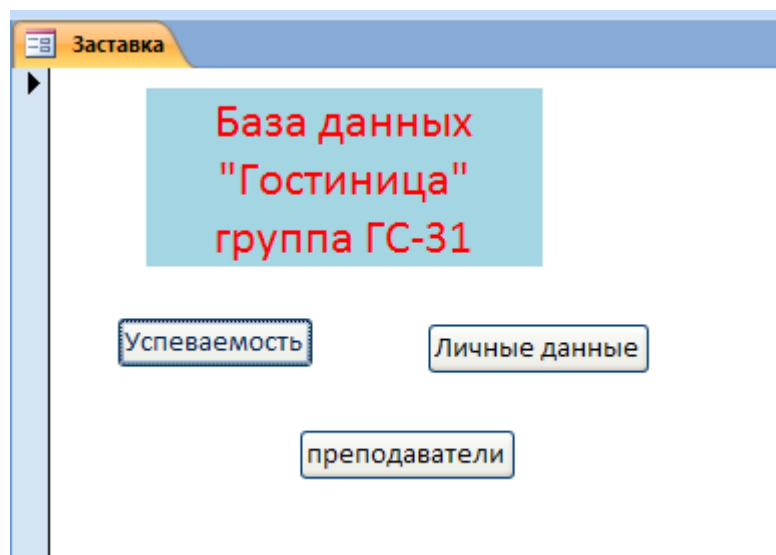 Заставка
База данных
"Гостиница"
группа ГС-31
Успеваемость
Личные данные
преподаватели